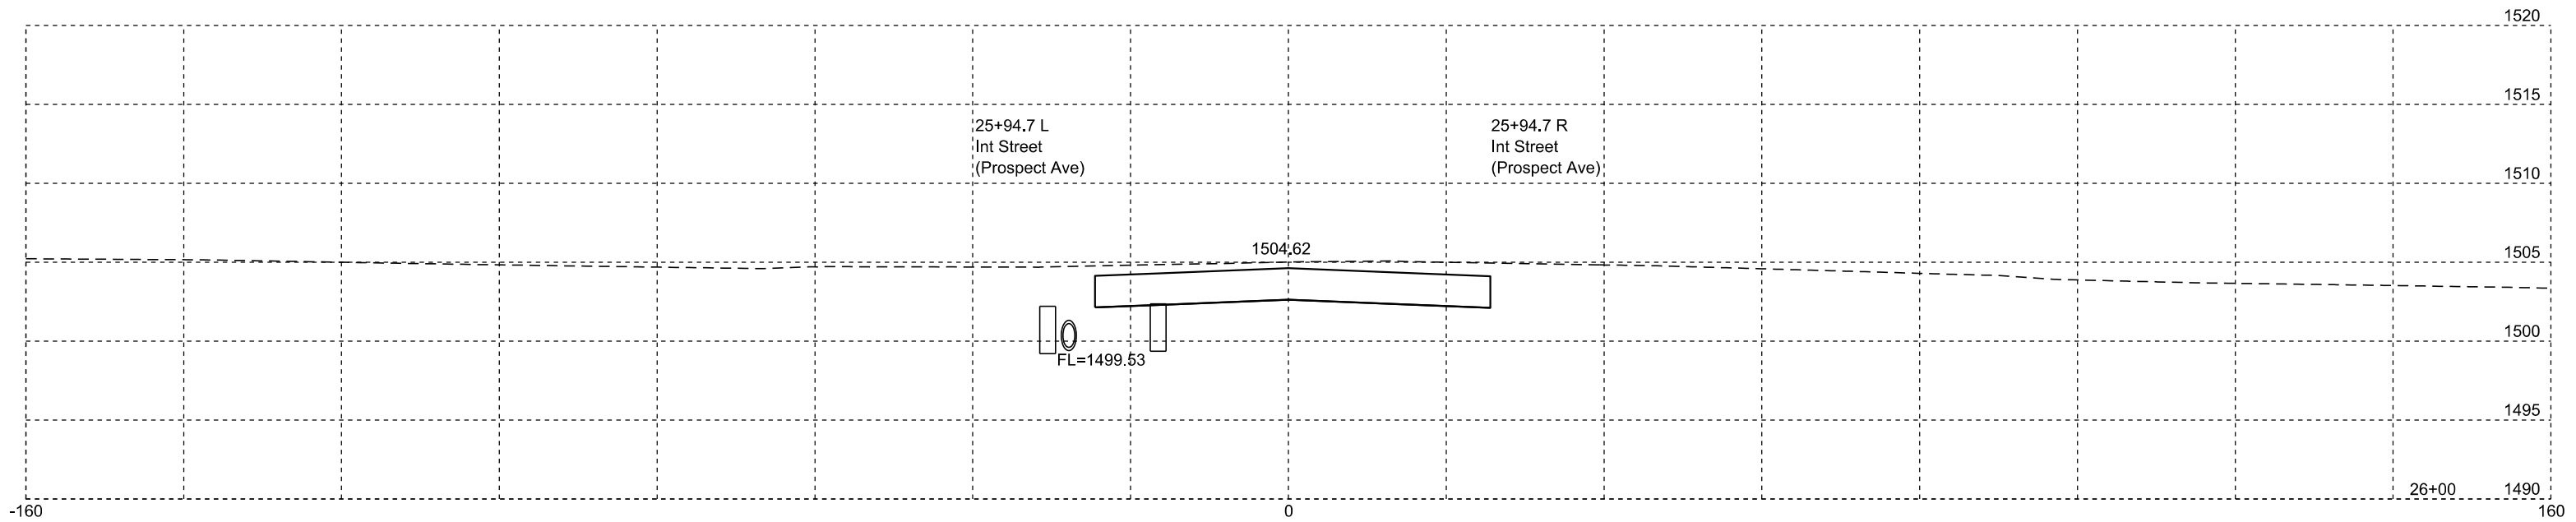 1520
1515
25+94.7 L
Int Street
(Prospect Ave)
25+94.7 R
Int Street
(Prospect Ave)
1510
1504.62
1505
1500
FL=1499.53
1495
26+00
1490
-160
0
160